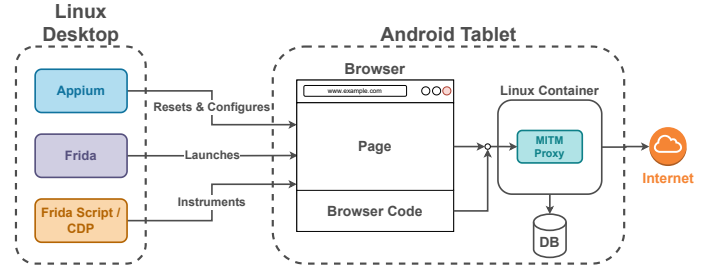 Linux
Desktop
Android Tablet
Appium
Frida
Frida Script /
CDP
Resets & Configures
Launches
Instruments
Browser
www.example.com
Page
Browser Code
Linux Container
MITM
Proxy
DB
Internet